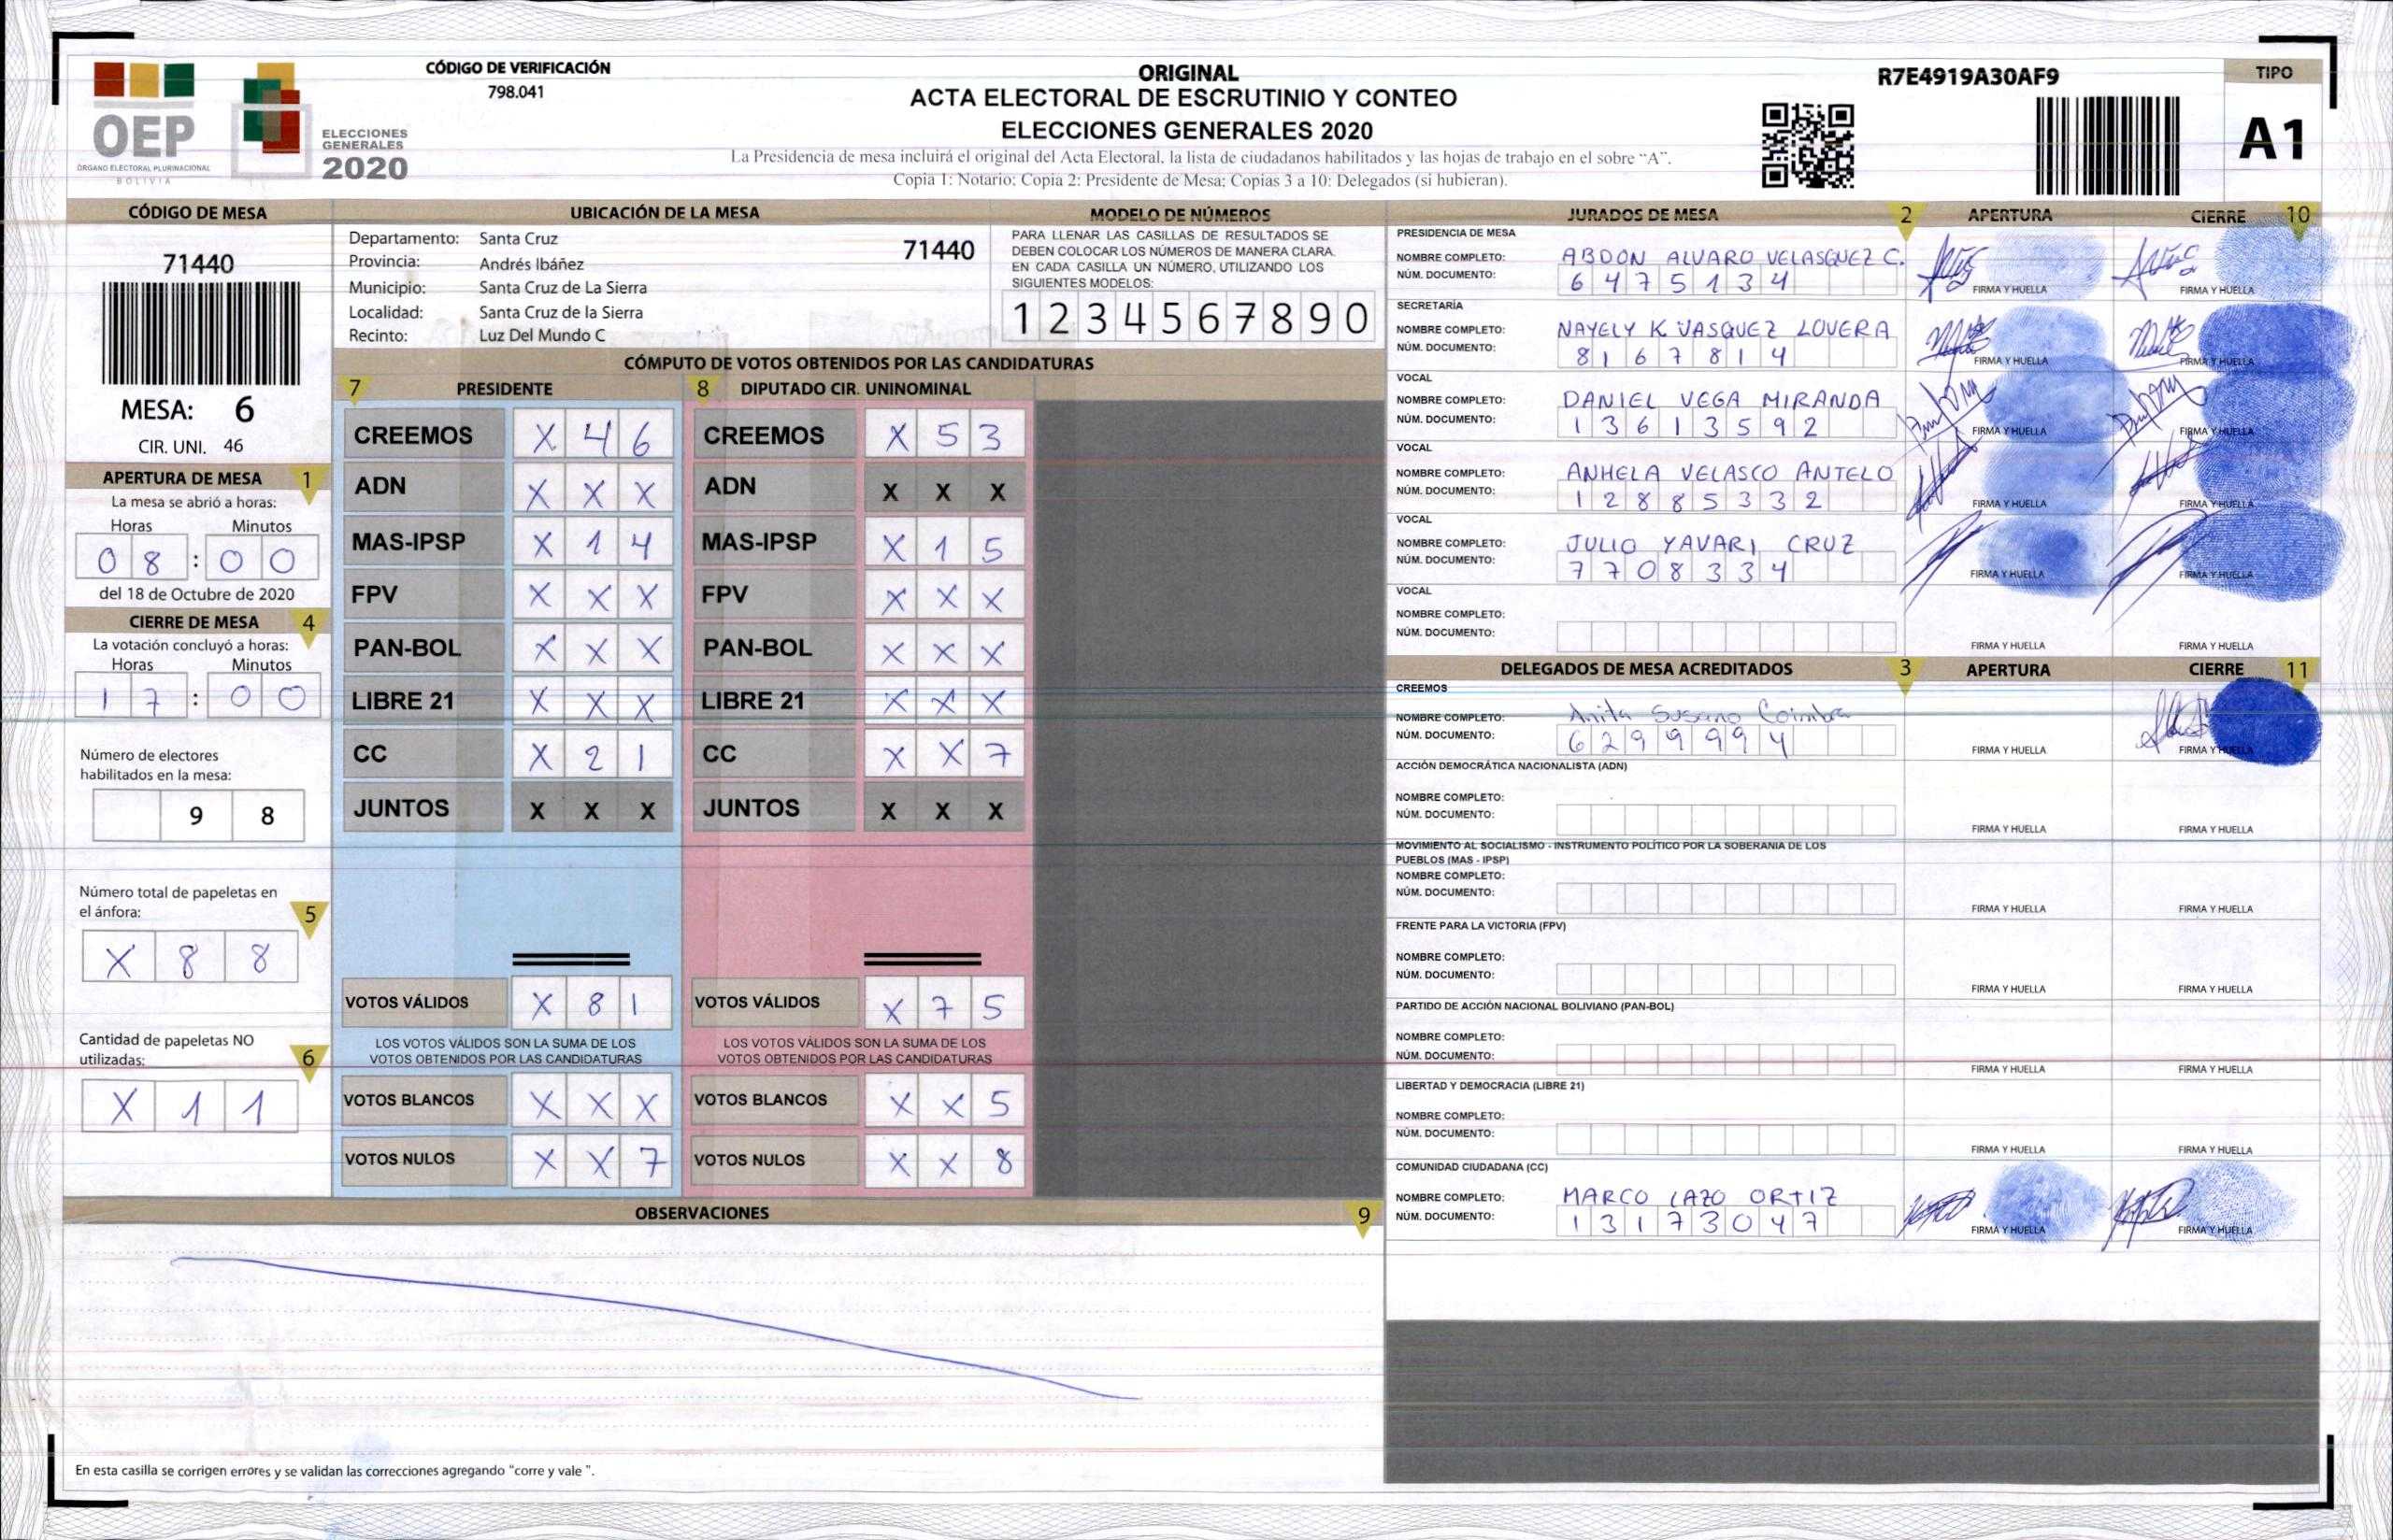 OEP
ÓRGANO ELECTORAL PLURINACIONAL
BOLIVIA
ELECCIONES
GENERALES
2020
CÓDIGO DE VERIFICACIÓN
798.041
ORIGINAL
ACTA ELECTORAL DE ESCRUTINIO Y CONTEO
ELECCIONES GENERALES 2020
La Presidencia de mesa incluirá el original del Acta Electoral, la lista de ciudadanos habilitados y las hojas de trabajo en el sobre “A”.
Copia 1: Notario; Copia 2: Presidente de Mesa; Copias 3 a 10: Delegados (si hubieran).
R7E4919A30AF9
TIPO
A1
CÓDIGO DE MESA
71440
MESA: 6
CIR. UNI. 46
APERTURA DE MESA 1
La mesa se abrió a horas:
Horas Minutos
0 8 : 0 0
del 18 de Octubre de 2020
CIERRE DE MESA 4
La votación concluyó a horas:
Horas Minutos
1 7 : 0 0
Número de electores
habilitados en la mesa:
9 8
Número total de papeletas en
el ánfora: 5
X 8 8
Cantidad de papeletas NO
utilizadas: 6
X 1 1
UBICACIÓN DE LA MESA
Departamento: Santa Cruz 71440
Provincia: Andrés Ibáñez
Municipio: Santa Cruz de La Sierra
Localidad: Santa Cruz de la Sierra
Recinto: Luz Del Mundo C
MODELO DE NÚMEROS
PARA LLENAR LAS CASILLAS DE RESULTADOS SE
DEBEN COLOCAR LOS NÚMEROS DE MANERA CLARA.
EN CADA CASILLA UN NÚMERO, UTILIZANDO LOS
SIGUIENTES MODELOS:
1 2 3 4 5 6 7 8 9 0
CÓMPUTO DE VOTOS OBTENIDOS POR LAS CANDIDATURAS
7 PRESIDENTE 8 DIPUTADO CIR. UNINOMINAL
CREEMOS X 4 6 CREEMOS X 5 3
ADN X X X ADN X X X
MAS-IPSP X 1 4 MAS-IPSP X 1 5
FPV X X X FPV X X X
PAN-BOL X X X PAN-BOL X X X
LIBRE 21 X X X LIBRE 21 X X X
CC X 2 1 CC X X 7
JUNTOS X X X JUNTOS X X X
VOTOS VÁLIDOS X 8 1 VOTOS VÁLIDOS X 7 5
LOS VOTOS VÁLIDOS SON LA SUMA DE LOS LOS VOTOS VÁLIDOS SON LA SUMA DE LOS
VOTOS OBTENIDOS POR LAS CANDIDATURAS VOTOS OBTENIDOS POR LAS CANDIDATURAS
VOTOS BLANCOS X X X VOTOS BLANCOS X X 5
VOTOS NULOS X X 7 VOTOS NULOS X X 8
OBSERVACIONES 9
En esta casilla se corrigen errores y se validan las correcciones agregando “corre y vale ”.
JURADOS DE MESA 2 APERTURA CIERRE 10
PRESIDENCIA DE MESA
NOMBRE COMPLETO: ABDON ALVARO VELASQUEZ C.
NÚM. DOCUMENTO: 6 4 7 5 1 3 4
FIRMA Y HUELLA FIRMA Y HUELLA
SECRETARÍA
NOMBRE COMPLETO: NAYELY K VASQUEZ LOVERA
NÚM. DOCUMENTO: 8 1 6 7 8 1 4
FIRMA Y HUELLA FIRMA Y HUELLA
VOCAL
NOMBRE COMPLETO: DANIEL VEGA MIRANDA
NÚM. DOCUMENTO: 1 3 6 1 3 5 9 2
FIRMA Y HUELLA FIRMA Y HUELLA
VOCAL
NOMBRE COMPLETO: ANHELA VELASCO ANTELO
NÚM. DOCUMENTO: 1 2 8 8 5 3 3 2
FIRMA Y HUELLA FIRMA Y HUELLA
VOCAL
NOMBRE COMPLETO: JULIO YAVARI CRUZ
NÚM. DOCUMENTO: 7 7 0 8 3 3 4
FIRMA Y HUELLA FIRMA Y HUELLA
VOCAL
NOMBRE COMPLETO:
NÚM. DOCUMENTO:
FIRMA Y HUELLA FIRMA Y HUELLA
DELEGADOS DE MESA ACREDITADOS 3 APERTURA CIERRE 11
CREEMOS
NOMBRE COMPLETO: Anita Susano Coimbra
NÚM. DOCUMENTO: 6 2 9 9 9 9 4
FIRMA Y HUELLA FIRMA Y HUELLA
ACCIÓN DEMOCRÁTICA NACIONALISTA (ADN)
NOMBRE COMPLETO:
NÚM. DOCUMENTO:
FIRMA Y HUELLA FIRMA Y HUELLA
MOVIMIENTO AL SOCIALISMO - INSTRUMENTO POLÍTICO POR LA SOBERANIA DE LOS
PUEBLOS (MAS - IPSP)
NOMBRE COMPLETO:
NÚM. DOCUMENTO:
FIRMA Y HUELLA FIRMA Y HUELLA
FRENTE PARA LA VICTORIA (FPV)
NOMBRE COMPLETO:
NÚM. DOCUMENTO:
FIRMA Y HUELLA FIRMA Y HUELLA
PARTIDO DE ACCIÓN NACIONAL BOLIVIANO (PAN-BOL)
NOMBRE COMPLETO:
NÚM. DOCUMENTO:
FIRMA Y HUELLA FIRMA Y HUELLA
LIBERTAD Y DEMOCRACIA (LIBRE 21)
NOMBRE COMPLETO:
NÚM. DOCUMENTO:
FIRMA Y HUELLA FIRMA Y HUELLA
COMUNIDAD CIUDADANA (CC)
NOMBRE COMPLETO: MARCO LAZO ORTIZ
NÚM. DOCUMENTO: 1 3 1 7 3 0 4 7
FIRMA Y HUELLA FIRMA Y HUELLA